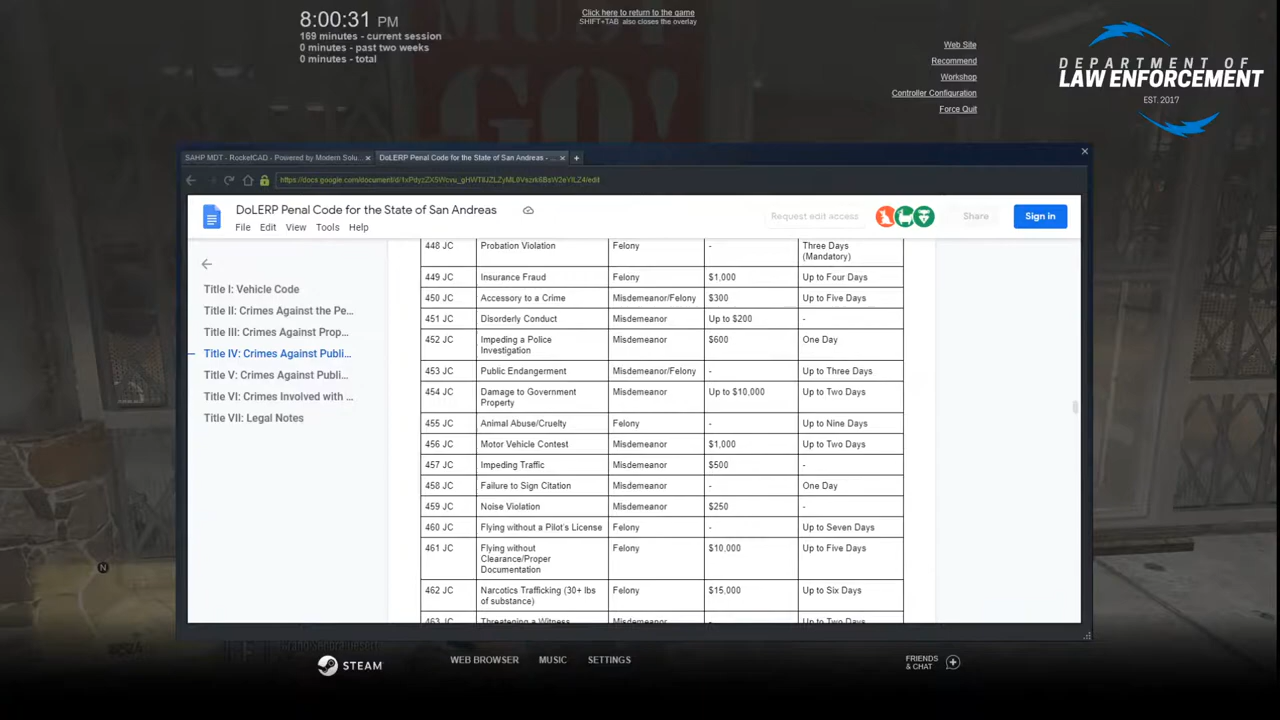 8:00:31 PM
169 minutes - current session
0 minutes - past two weeks
0 minutes - total
Click here to return to the game
SHIFT+TAB also closes the overlay
Web Site
Recommend
Workshop
Controller Configuration
Force Quit
DEPARTMENT OF
LAW ENFORCEMENT
EST. 2017
GO!
SAHP MDT - RocketCAD - Powered by Modern Solu...
DoLERP Penal Code for the State of San Andreas - ...
DoLERP Penal Code for the State of San Andreas
File Edit View Tools Help
Request edit access
Share
Sign in
Title I: Vehicle Code
Title II: Crimes Against the Pe...
Title III: Crimes Against Prop...
Title IV: Crimes Against Publi...
Title V: Crimes Against Publi...
Title VI: Crimes Involved with ...
Title VII: Legal Notes
448 JC Probation Violation Felony - Three Days
(Mandatory)
449 JC Insurance Fraud Felony $1,000 Up to Four Days
450 JC Accessory to a Crime Misdemeanor/Felony $300 Up to Five Days
451 JC Disorderly Conduct Misdemeanor Up to $200 -
452 JC Impeding a Police Misdemeanor $600 One Day
Investigation
453 JC Public Endangerment Misdemeanor/Felony - Up to Three Days
454 JC Damage to Government Misdemeanor Up to $10,000 Up to Two Days
Property
455 JC Animal Abuse/Cruelty Felony - Up to Nine Days
456 JC Motor Vehicle Contest Misdemeanor $1,000 Up to Two Days
457 JC Impeding Traffic Misdemeanor $500 -
458 JC Failure to Sign Citation Misdemeanor - One Day
459 JC Noise Violation Misdemeanor $250 -
460 JC Flying without a Pilot's License Felony - Up to Seven Days
461 JC Flying without Felony $10,000 Up to Five Days
Clearance/Proper
Documentation
462 JC Narcotics Trafficking (30+ lbs Felony $15,000 Up to Six Days
of substance)
463 JC Threatening a Witness Misdemeanor - Up to Two Days
N
STEAM
WEB BROWSER
MUSIC
SETTINGS
FRIENDS
& CHAT